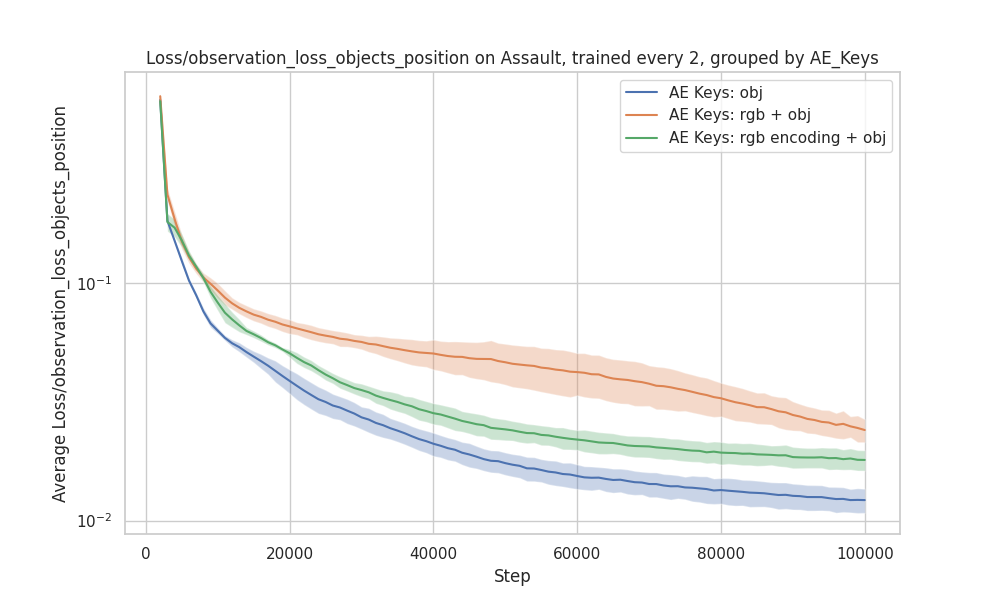 Loss/observation_loss_objects_position on Assault, trained every 2, grouped by AE_Keys
AE Keys: obj
AE Keys: rgb + obj
AE Keys: rgb encoding + obj
Average Loss/observation_loss_objects_position
10⁻¹
10⁻²
0
20000
40000
60000
80000
100000
Step